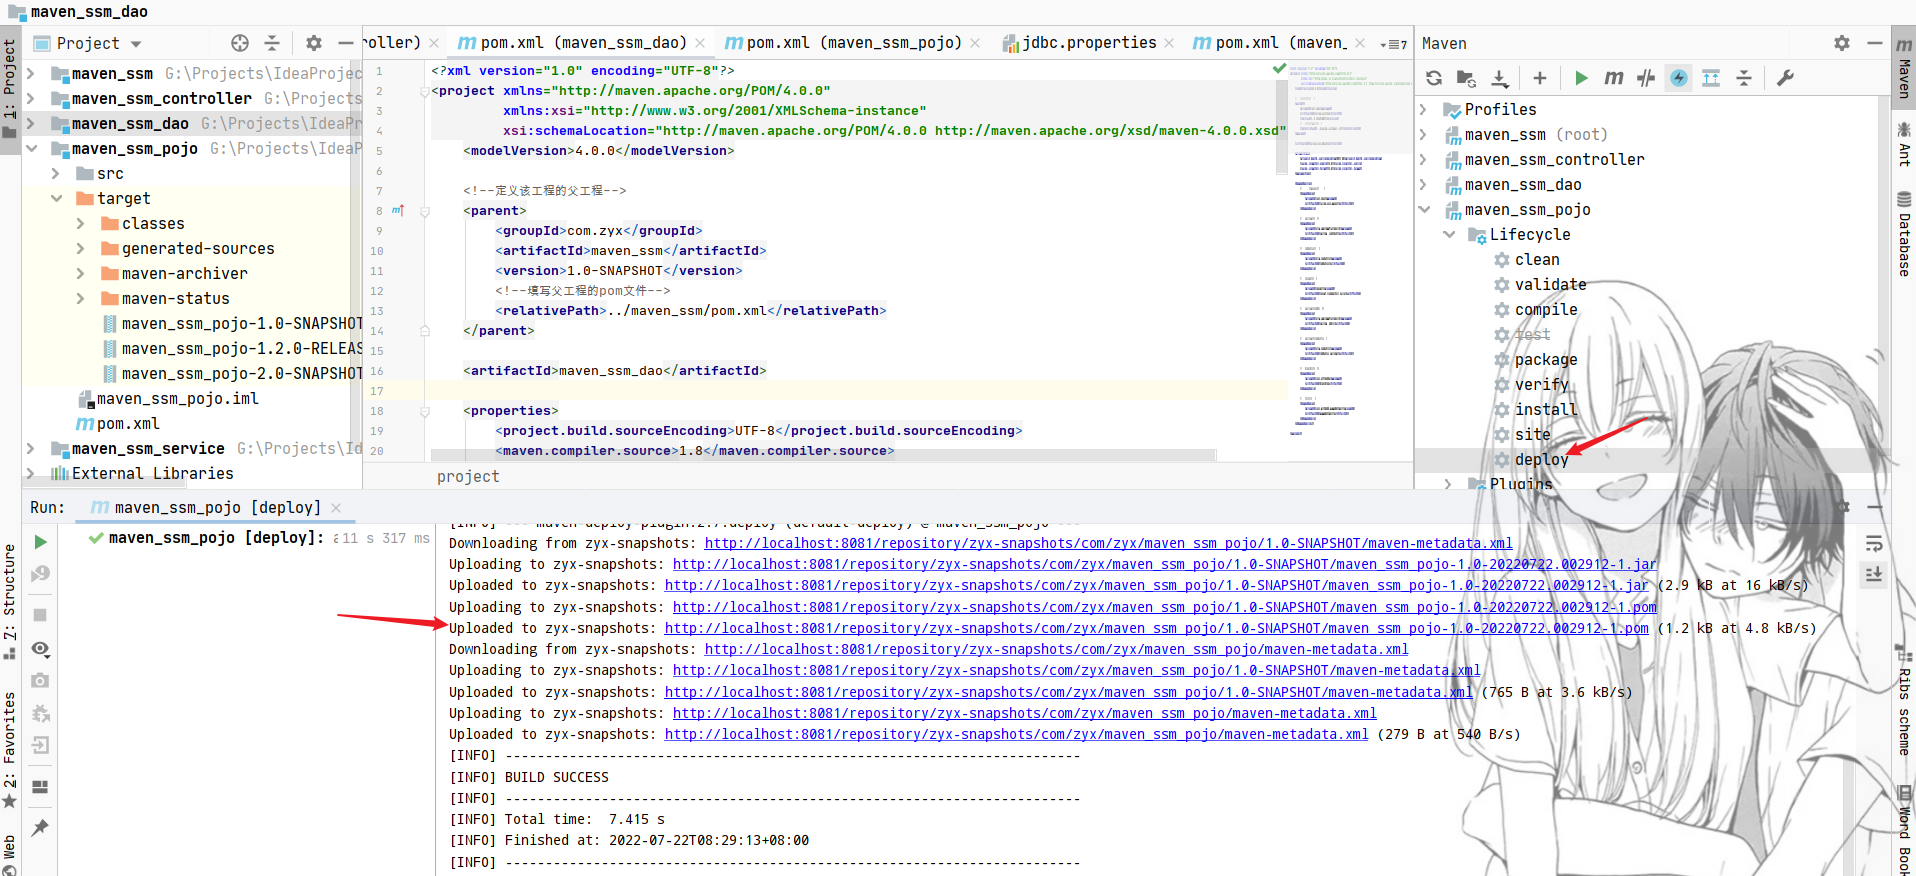 maven_ssm_dao
1: Project
7: Structure
2: Favorites
Web
Project
maven_ssm G:\Projects\IdeaProjec
maven_ssm_controller G:\Projects
maven_ssm_dao G:\Projects\IdeaPr
maven_ssm_pojo G:\Projects\IdeaP
src
target
classes
generated-sources
maven-archiver
maven-status
maven_ssm_pojo-1.0-SNAPSHOT
maven_ssm_pojo-1.2.0-RELEAS
maven_ssm_pojo-2.0-SNAPSHOT
maven_ssm_pojo.iml
pom.xml
maven_ssm_service G:\Projects\Id
External Libraries
roller) pom.xml (maven_ssm_dao) pom.xml (maven_ssm_pojo) jdbc.properties pom.xml (maven_ 7
1 <?xml version="1.0" encoding="UTF-8"?>
2 <project xmlns="http://maven.apache.org/POM/4.0.0"
3 xmlns:xsi="http://www.w3.org/2001/XMLSchema-instance"
4 xsi:schemaLocation="http://maven.apache.org/POM/4.0.0 http://maven.apache.org/xsd/maven-4.0.0.xsd"
5 <modelVersion>4.0.0</modelVersion>
6
7 <!--定义该工程的父工程-->
8 <parent>
9 <groupId>com.zyx</groupId>
10 <artifactId>maven_ssm</artifactId>
11 <version>1.0-SNAPSHOT</version>
12 <!--填写父工程的pom文件-->
13 <relativePath>../maven_ssm/pom.xml</relativePath>
14 </parent>
15
16 <artifactId>maven_ssm_dao</artifactId>
17
18 <properties>
19 <project.build.sourceEncoding>UTF-8</project.build.sourceEncoding>
20 <maven.compiler.source>1.8</maven.compiler.source>
project
Maven
Profiles
maven_ssm (root)
maven_ssm_controller
maven_ssm_dao
maven_ssm_pojo
Lifecycle
clean
validate
compile
test
package
verify
install
site
deploy
Plugins
Maven
Ant
Database
Ribs scheme
Word Book
Run: maven_ssm_pojo [deploy]
maven_ssm_pojo [deploy]: a 11 s 317 ms
[INFO] --- maven-deploy-plugin:2.7:deploy (default-deploy) @ maven_ssm_pojo ---
Downloading from zyx-snapshots: http://localhost:8081/repository/zyx-snapshots/com/zyx/maven_ssm_pojo/1.0-SNAPSHOT/maven-metadata.xml
Uploading to zyx-snapshots: http://localhost:8081/repository/zyx-snapshots/com/zyx/maven_ssm_pojo/1.0-SNAPSHOT/maven_ssm_pojo-1.0-20220722.002912-1.jar
Uploaded to zyx-snapshots: http://localhost:8081/repository/zyx-snapshots/com/zyx/maven_ssm_pojo/1.0-SNAPSHOT/maven_ssm_pojo-1.0-20220722.002912-1.jar (2.9 kB at 16 kB/s)
Uploading to zyx-snapshots: http://localhost:8081/repository/zyx-snapshots/com/zyx/maven_ssm_pojo/1.0-SNAPSHOT/maven_ssm_pojo-1.0-20220722.002912-1.pom
Uploaded to zyx-snapshots: http://localhost:8081/repository/zyx-snapshots/com/zyx/maven_ssm_pojo/1.0-SNAPSHOT/maven_ssm_pojo-1.0-20220722.002912-1.pom (1.2 kB at 4.8 kB/s)
Downloading from zyx-snapshots: http://localhost:8081/repository/zyx-snapshots/com/zyx/maven_ssm_pojo/maven-metadata.xml
Uploading to zyx-snapshots: http://localhost:8081/repository/zyx-snapshots/com/zyx/maven_ssm_pojo/1.0-SNAPSHOT/maven-metadata.xml
Uploaded to zyx-snapshots: http://localhost:8081/repository/zyx-snapshots/com/zyx/maven_ssm_pojo/1.0-SNAPSHOT/maven-metadata.xml (765 B at 3.6 kB/s)
Uploading to zyx-snapshots: http://localhost:8081/repository/zyx-snapshots/com/zyx/maven_ssm_pojo/maven-metadata.xml
Uploaded to zyx-snapshots: http://localhost:8081/repository/zyx-snapshots/com/zyx/maven_ssm_pojo/maven-metadata.xml (279 B at 540 B/s)
[INFO] ------------------------------------------------------------------------
[INFO] BUILD SUCCESS
[INFO] ------------------------------------------------------------------------
[INFO] Total time:  7.415 s
[INFO] Finished at: 2022-07-22T08:29:13+08:00
[INFO] ------------------------------------------------------------------------